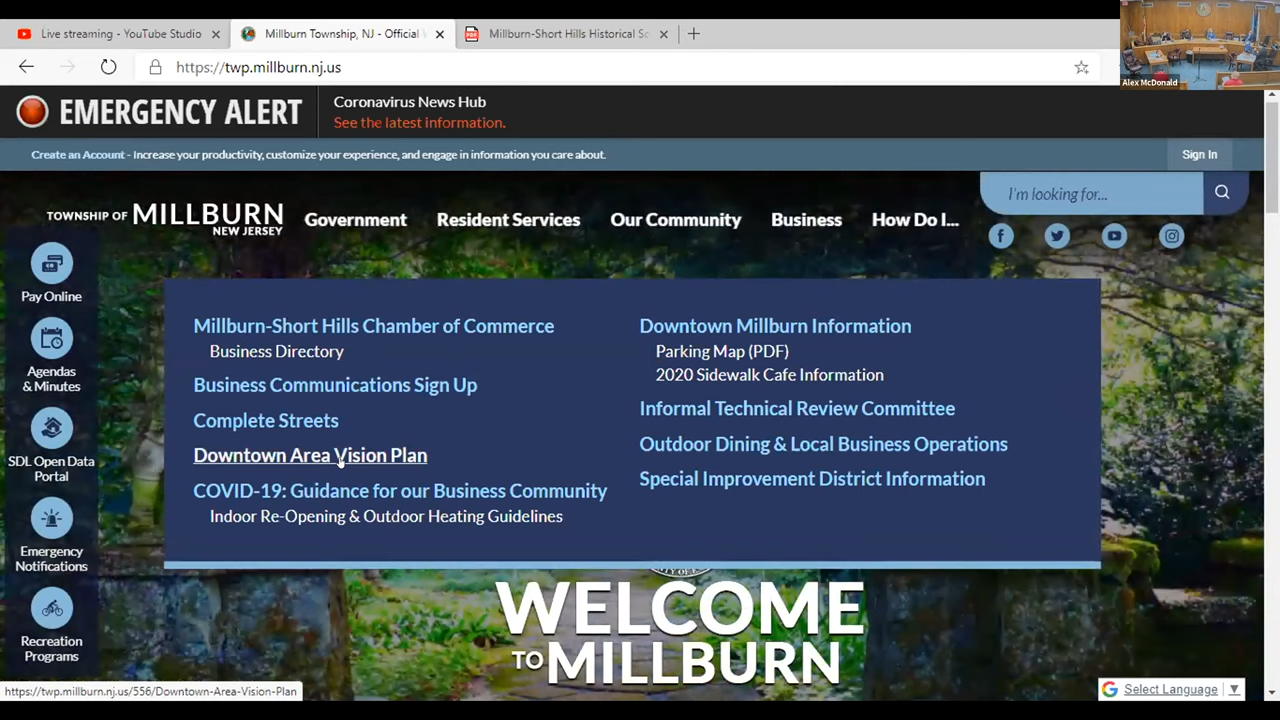 Live streaming - YouTube Studio
Millburn Township, NJ - Official
Millburn-Short Hills Historical So
https://twp.millburn.nj.us
Alex McDonald
EMERGENCY ALERT
Coronavirus News Hub
See the latest information.
Create an Account - Increase your productivity, customize your experience, and engage in information you care about.
Sign In
TOWNSHIP OF MILLBURN
NEW JERSEY
Government
Resident Services
Our Community
Business
How Do I...
I'm looking for...
Pay Online
Agendas
& Minutes
SDL Open Data
Portal
Emergency
Notifications
Recreation
Programs
Millburn-Short Hills Chamber of Commerce
Business Directory
Business Communications Sign Up
Complete Streets
Downtown Area Vision Plan
COVID-19: Guidance for our Business Community
Indoor Re-Opening & Outdoor Heating Guidelines
Downtown Millburn Information
Parking Map (PDF)
2020 Sidewalk Cafe Information
Informal Technical Review Committee
Outdoor Dining & Local Business Operations
Special Improvement District Information
WELCOME
TO MILLBURN
https://twp.millburn.nj.us/556/Downtown-Area-Vision-Plan
G Select Language